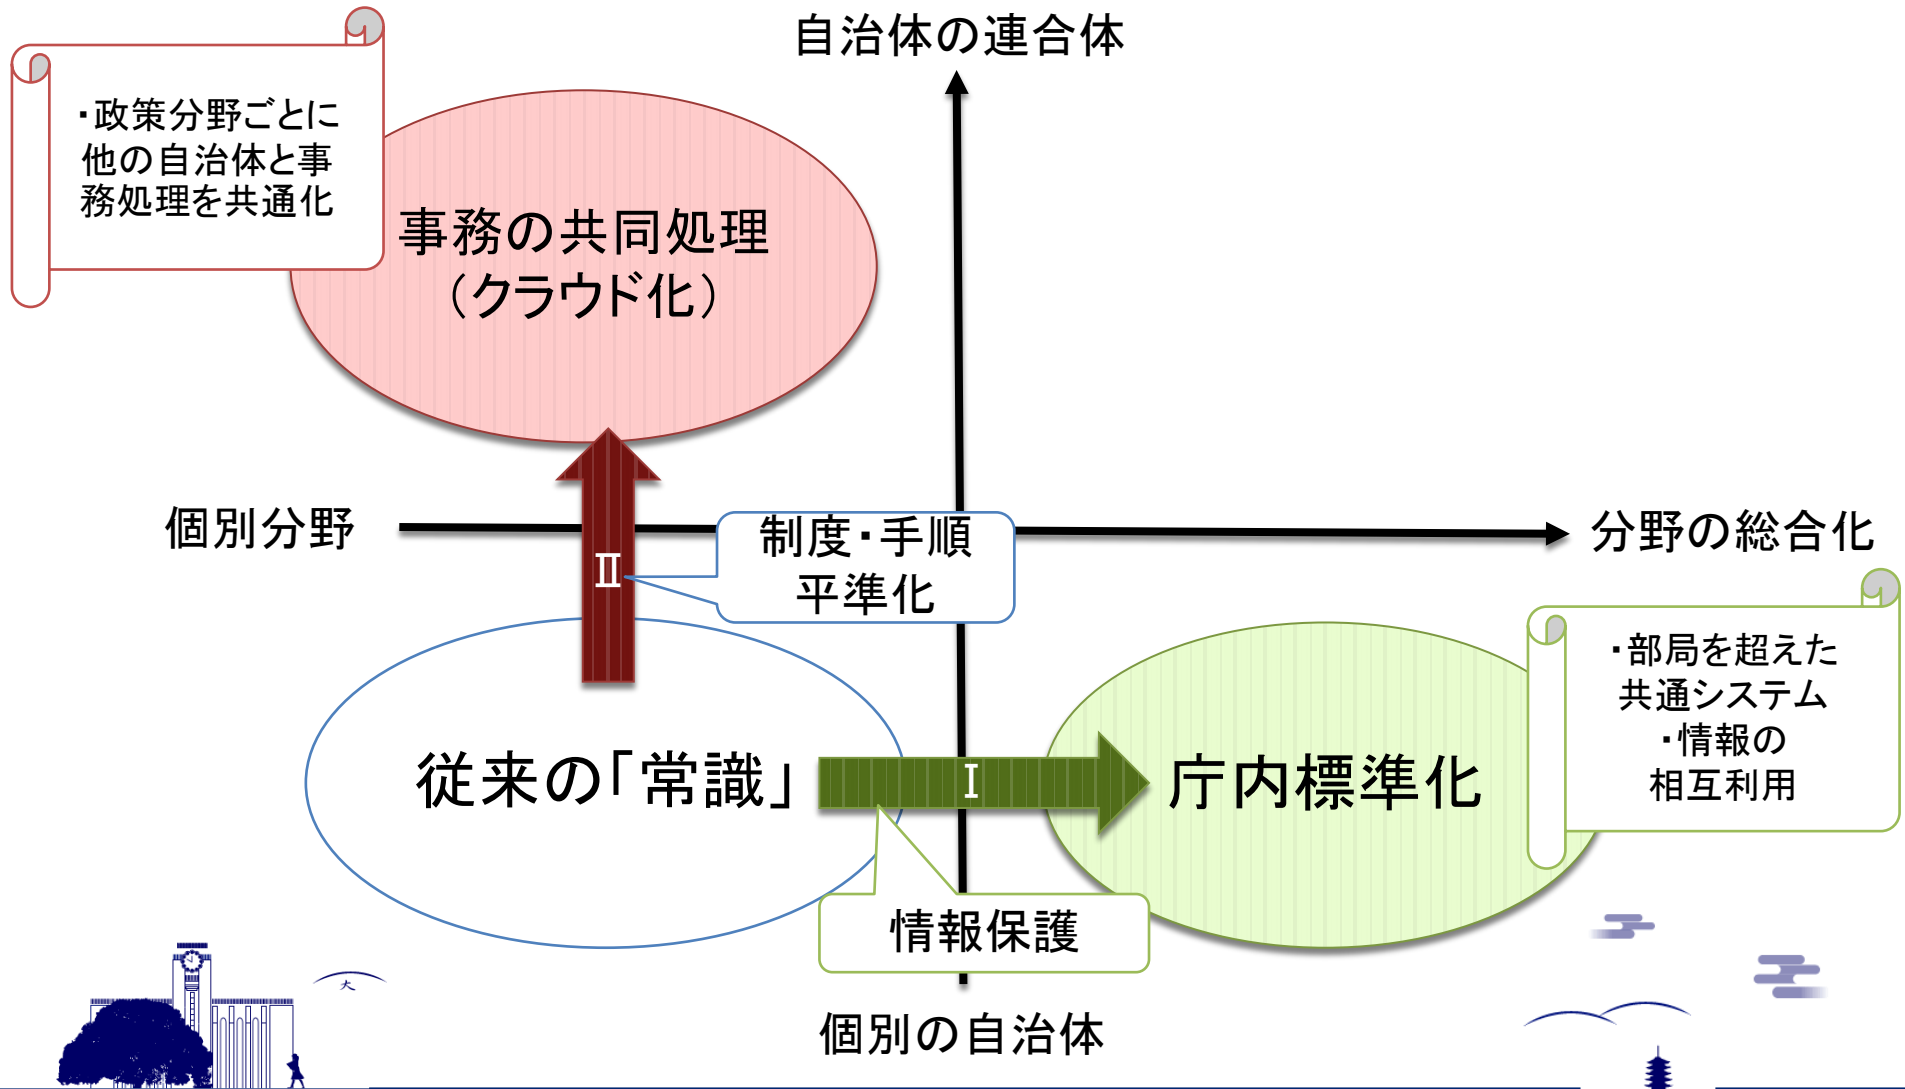 自治体の連合体
・政策分野ごとに
他の自治体と事
務処理を共通化
事務の共同処理
（クラウド化）
個別分野
分野の総合化
制度・手順
平準化
Ⅱ
・部局を超えた
共通システム
・情報の
相互利用
従来の「常識」
Ⅰ
庁内標準化
情報保護
大
個別の自治体